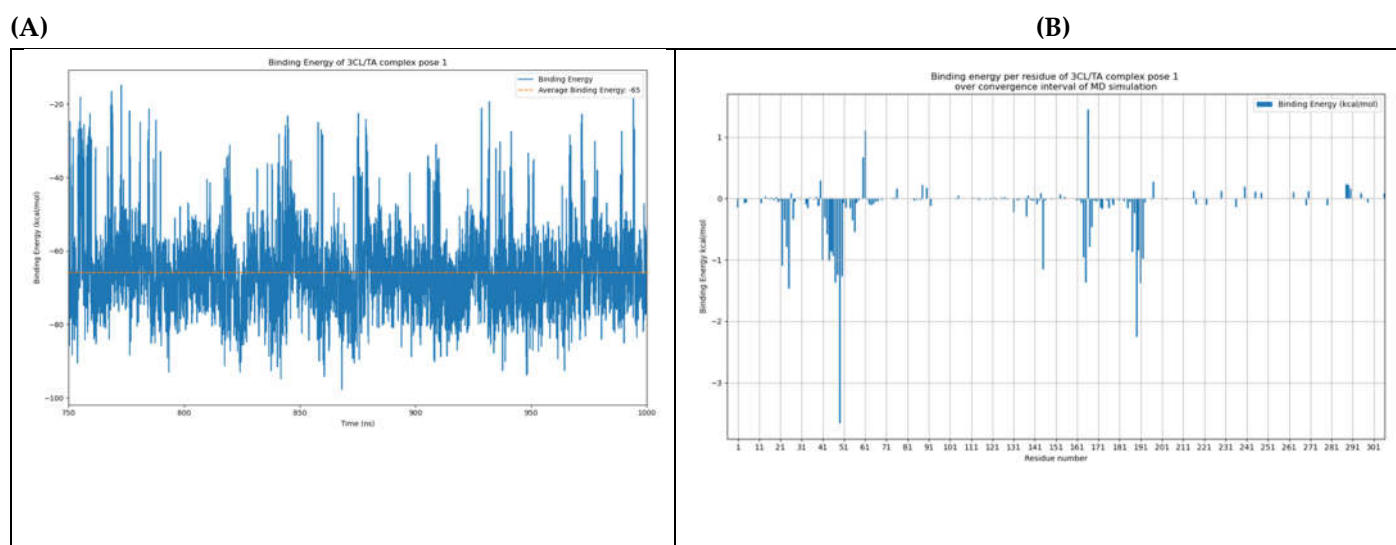 (A)
(B)
Binding Energy of 3CL/TA complex pose 1
Binding Energy
Average Binding Energy: -65
Binding Energy (kcal/mol)
−20
−40
−60
−80
−100
750
800
850
900
950
1000
Time (ns)
Binding energy per residue of 3CL/TA complex pose 1
over convergence interval of MD simulation
Binding Energy (kcal/mol)
Binding Energy kcal/mol
1
0
−1
−2
−3
1 11 21 31 41 51 61 71 81 91 101 111 121 131 141 151 161 171 181 191 201 211 221 231 241 251 261 271 281 291 301
Residue number